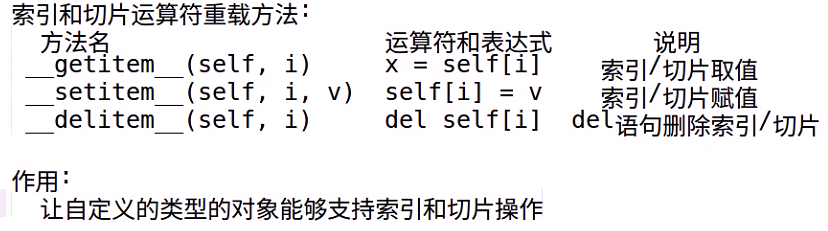 索引和切片运算符重载方法:
方法名 运算符和表达式 说明
__getitem__(self, i) x = self[i] 索引/切片取值
__setitem__(self, i, v) self[i] = v 索引/切片赋值
__delitem__(self, i) del self[i] del语句删除索引/切片
作用:
让自定义的类型的对象能够支持索引和切片操作